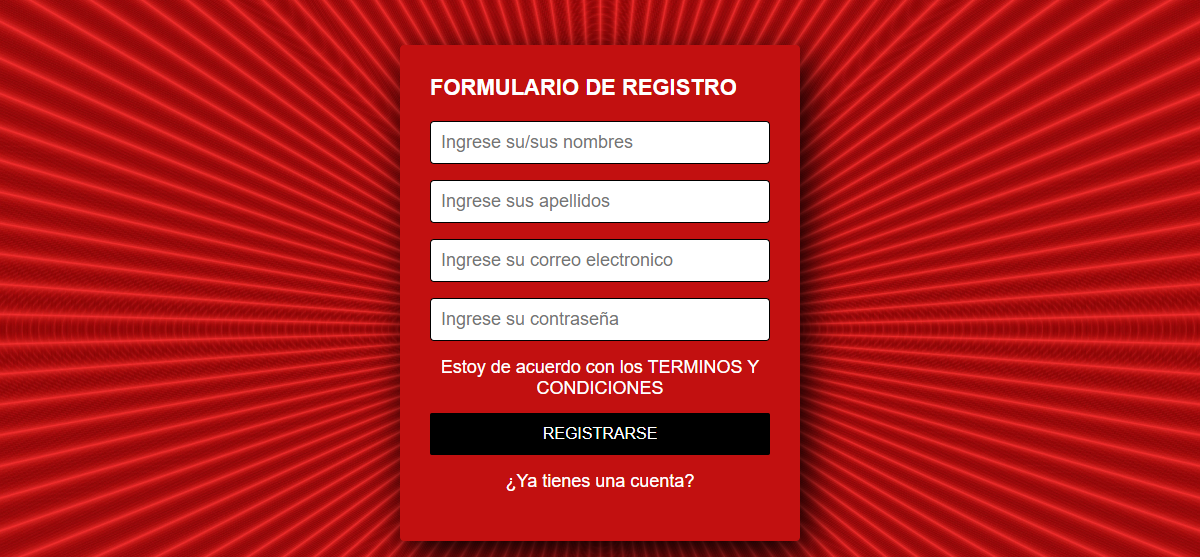 FORMULARIO DE REGISTRO
Ingrese su/sus nombres
Ingrese sus apellidos
Ingrese su correo electronico
Ingrese su contraseña
Estoy de acuerdo con los TERMINOS Y
CONDICIONES
REGISTRARSE
¿Ya tienes una cuenta?